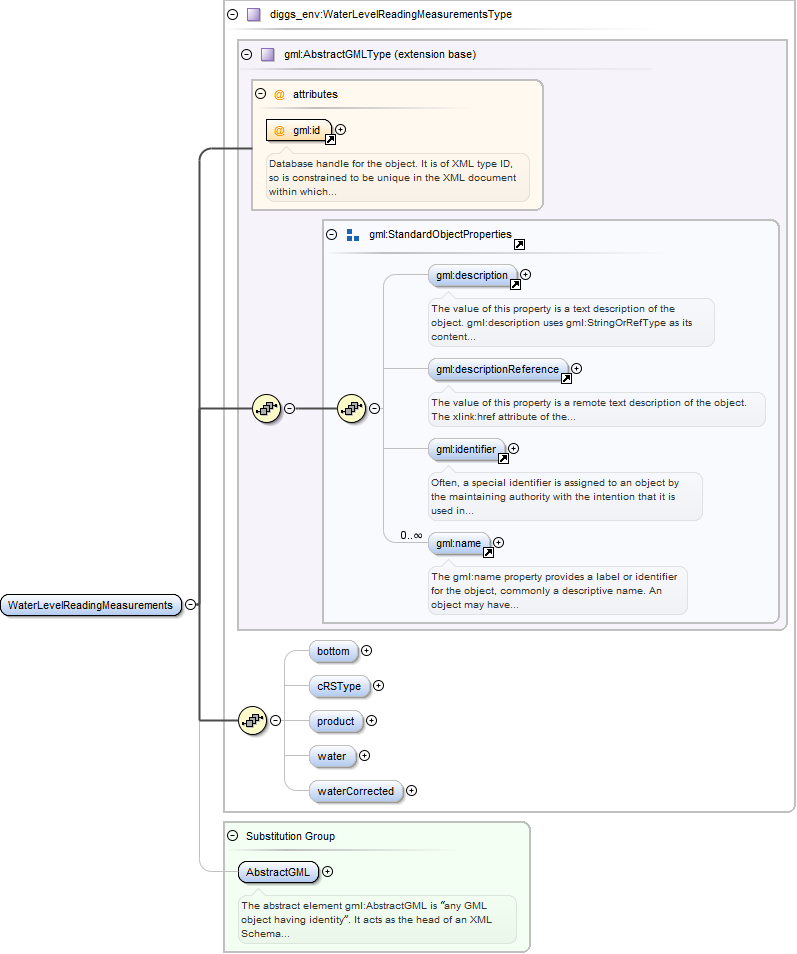 diggs_env:WaterLevelReadingMeasurementsType
gml:AbstractGMLType (extension base)
@ attributes
@ gml:id
Database handle for the object. It is of XML type ID,
so is constrained to be unique in the XML document
within which...
gml:StandardObjectProperties
gml:description
The value of this property is a text description of the
object. gml:description uses gml:StringOrRefType as its
content...
gml:descriptionReference
The value of this property is a remote text description of the object.
The xlink:href attribute of the...
gml:identifier
Often, a special identifier is assigned to an object by
the maintaining authority with the intention that it is
used in...
0..∞
gml:name
The gml:name property provides a label or identifier
for the object, commonly a descriptive name. An
object may have...
WaterLevelReadingMeasurements
bottom
cRSType
product
water
waterCorrected
Substitution Group
AbstractGML
The abstract element gml:AbstractGML is "any GML
object having identity". It acts as the head of an XML
Schema...